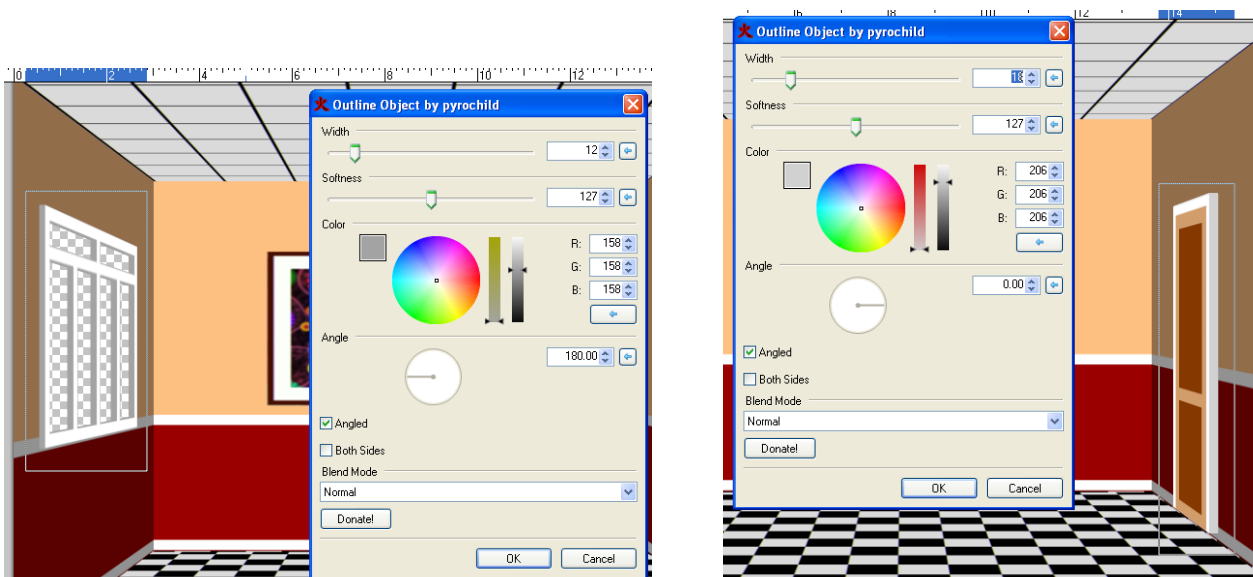 0 2 4 6 8 10 12
Outline Object by pyrochild
Width
12
Softness
127
Color
R: 158
G: 158
B: 158
Angle
180.00
Angled
Both Sides
Blend Mode
Normal
Donate!
OK Cancel
12 14
Outline Object by pyrochild
Width
18
Softness
127
Color
R: 206
G: 206
B: 206
Angle
0.00
Angled
Both Sides
Blend Mode
Normal
Donate!
OK Cancel